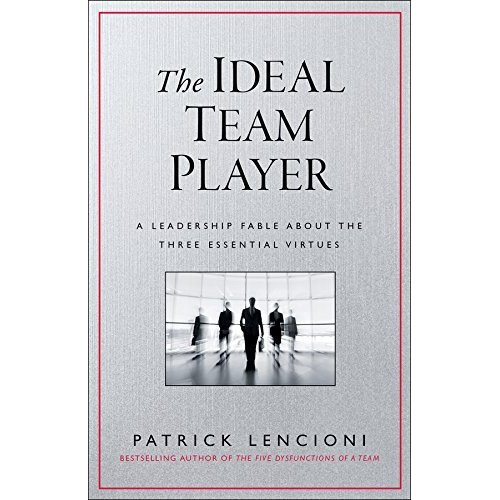 The IDEAL
TEAM
PLAYER
A LEADERSHIP FABLE ABOUT THE
THREE ESSENTIAL VIRTUES
PATRICK LENCIONI
BESTSELLING AUTHOR OF THE FIVE DYSFUNCTIONS OF A TEAM